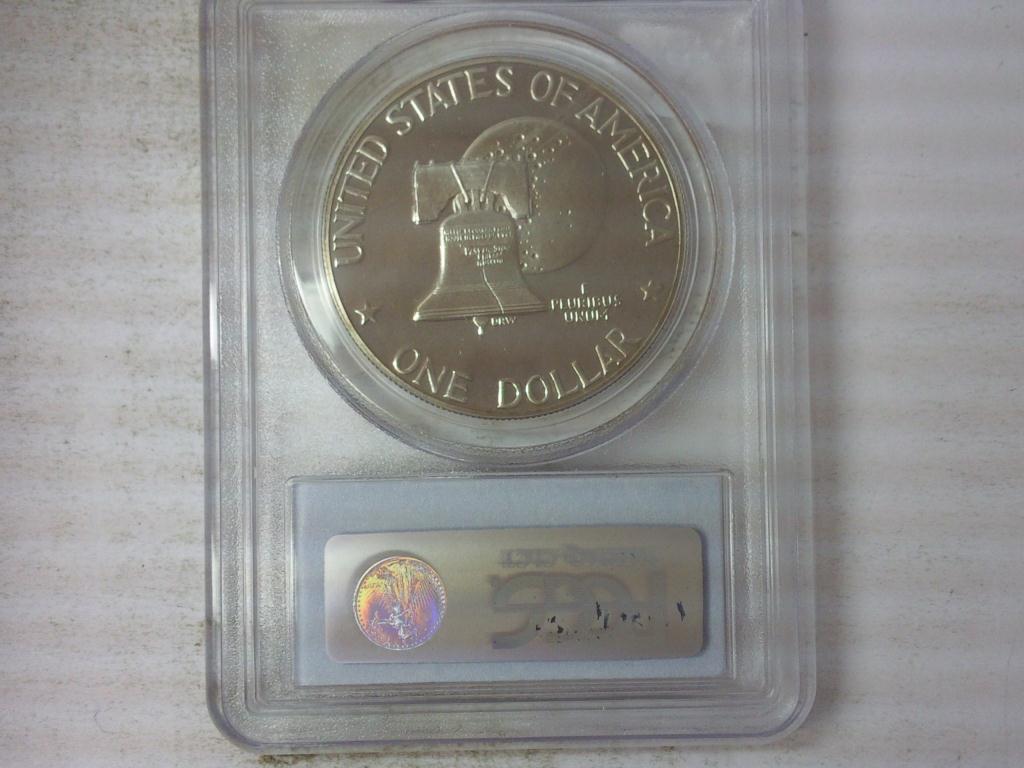 UNITED STATES OF AMERICA
E
PLURIBUS
UNUM
ONE DOLLAR